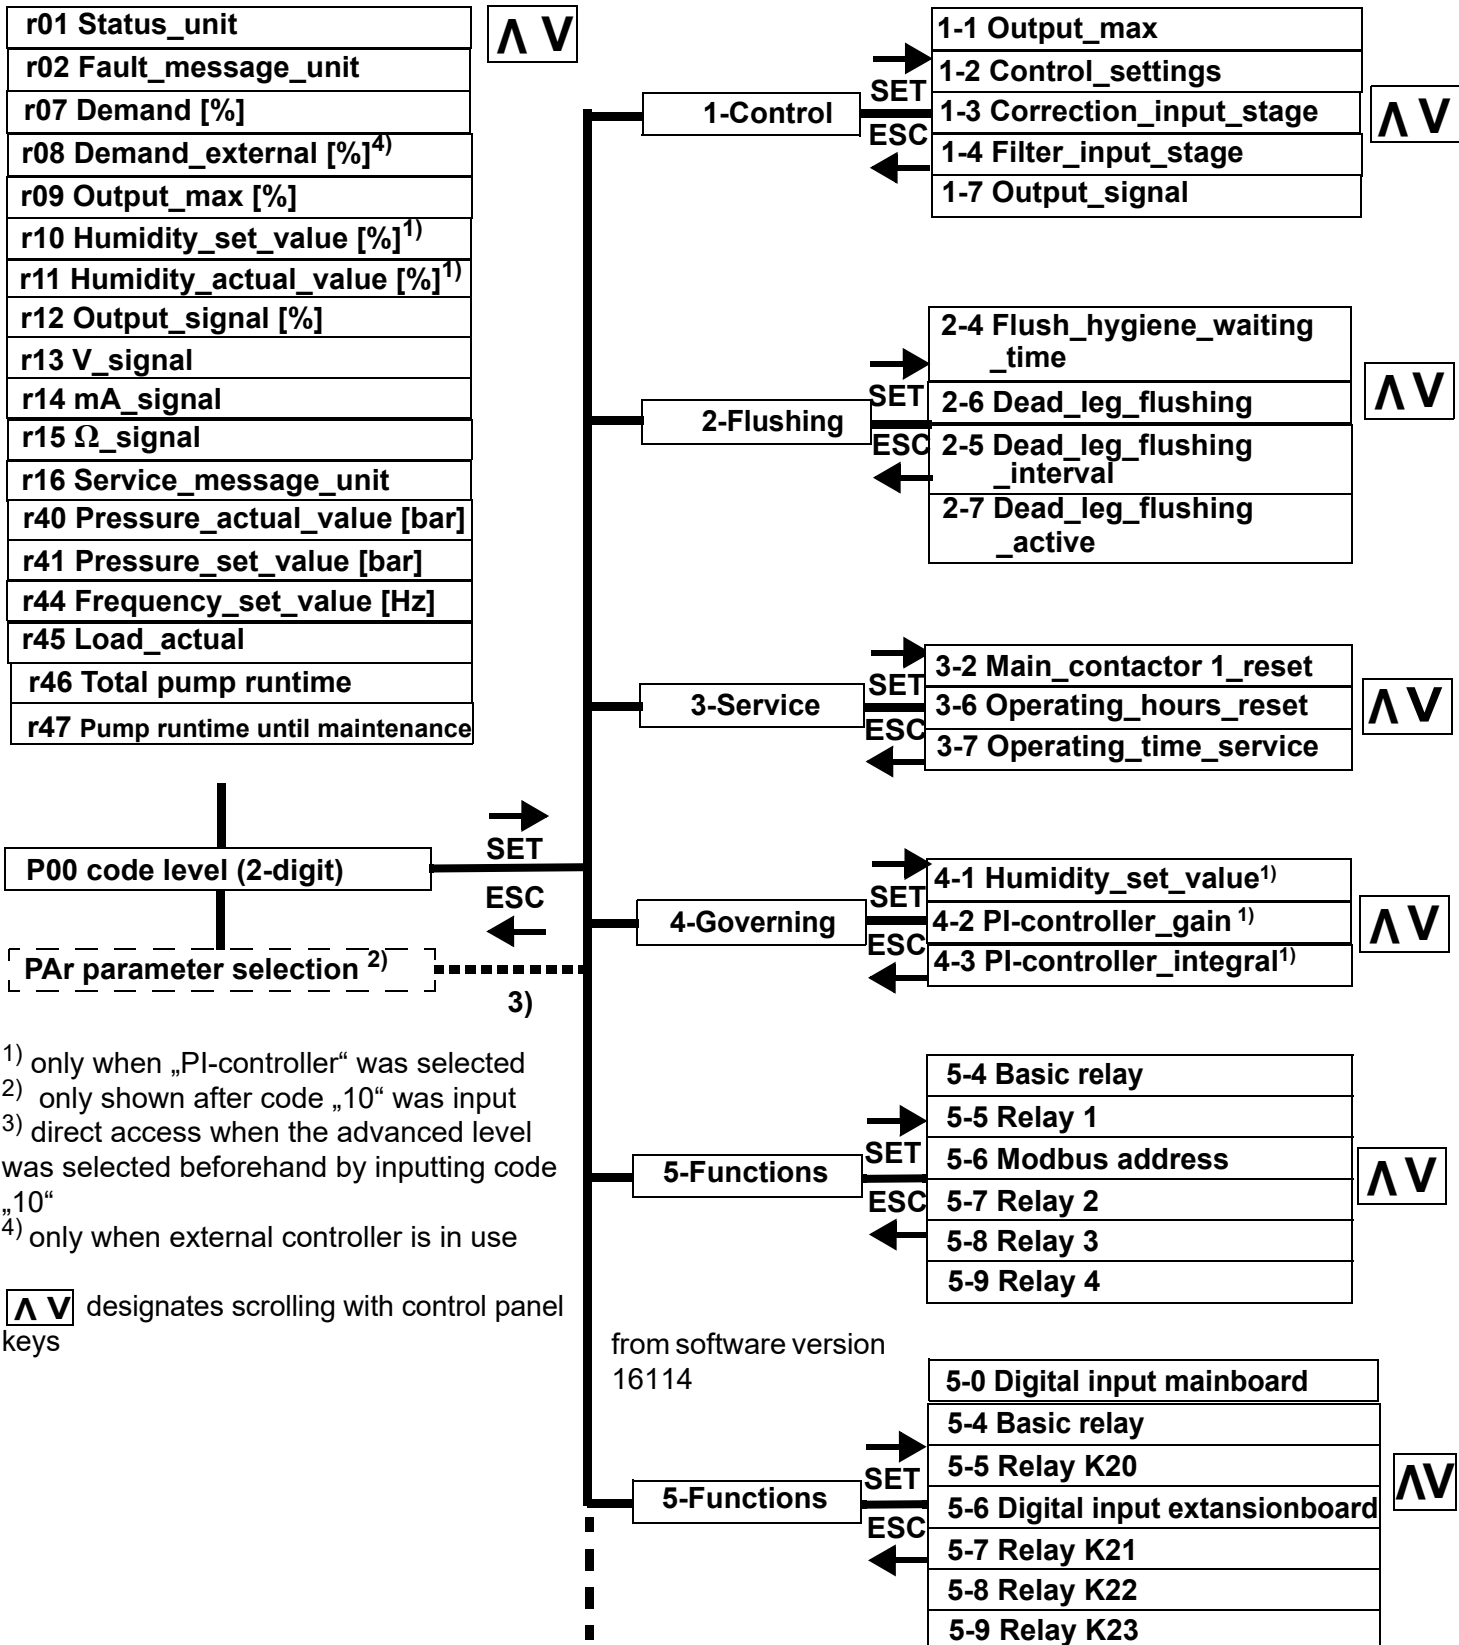 r01 Status_unit
r02 Fault_message_unit
r07 Demand [%]
r08 Demand_external [%]4)
r09 Output_max [%]
r10 Humidity_set_value [%]1)
r11 Humidity_actual_value [%]1)
r12 Output_signal [%]
r13 V_signal
r14 mA_signal
r15 Ω_signal
r16 Service_message_unit
r40 Pressure_actual_value [bar]
r41 Pressure_set_value [bar]
r44 Frequency_set_value [Hz]
r45 Load_actual
r46 Total pump runtime
r47 Pump runtime until maintenance
Λ V
P00 code level (2-digit)
SET
ESC
PAr parameter selection 2)
3)
1) only when „PI-controller“ was selected
2) only shown after code „10“ was input
3) direct access when the advanced level
was selected beforehand by inputting code
„10“
4) only when external controller is in use
Λ V designates scrolling with control panel
keys
1-Control
SET
ESC
1-1 Output_max
1-2 Control_settings
1-3 Correction_input_stage
1-4 Filter_input_stage
1-7 Output_signal
Λ V
2-Flushing
SET
ESC
2-4 Flush_hygiene_waiting
_time
2-6 Dead_leg_flushing
2-5 Dead_leg_flushing
_interval
2-7 Dead_leg_flushing
_active
Λ V
3-Service
SET
ESC
3-2 Main_contactor 1_reset
3-6 Operating_hours_reset
3-7 Operating_time_service
Λ V
4-Governing
SET
ESC
4-1 Humidity_set_value1)
4-2 PI-controller_gain 1)
4-3 PI-controller_integral1)
Λ V
5-Functions
SET
ESC
5-4 Basic relay
5-5 Relay 1
5-6 Modbus address
5-7 Relay 2
5-8 Relay 3
5-9 Relay 4
Λ V
from software version
16114
5-Functions
SET
ESC
5-0 Digital input mainboard
5-4 Basic relay
5-5 Relay K20
5-6 Digital input extansionboard
5-7 Relay K21
5-8 Relay K22
5-9 Relay K23
ΛV